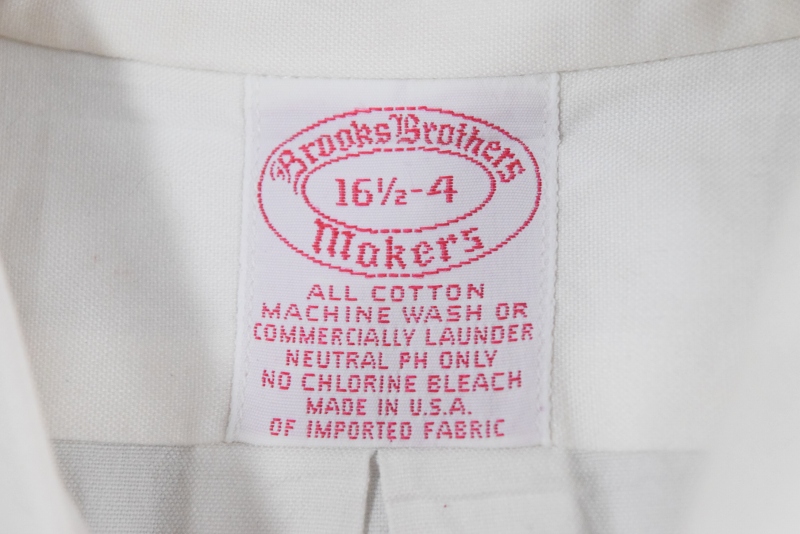 Brooks Brothers
16½-4
Makers
ALL COTTON
MACHINE WASH OR
COMMERCIALLY LAUNDER
NEUTRAL PH ONLY
NO CHLORINE BLEACH
MADE IN U.S.A.
OF IMPORTED FABRIC